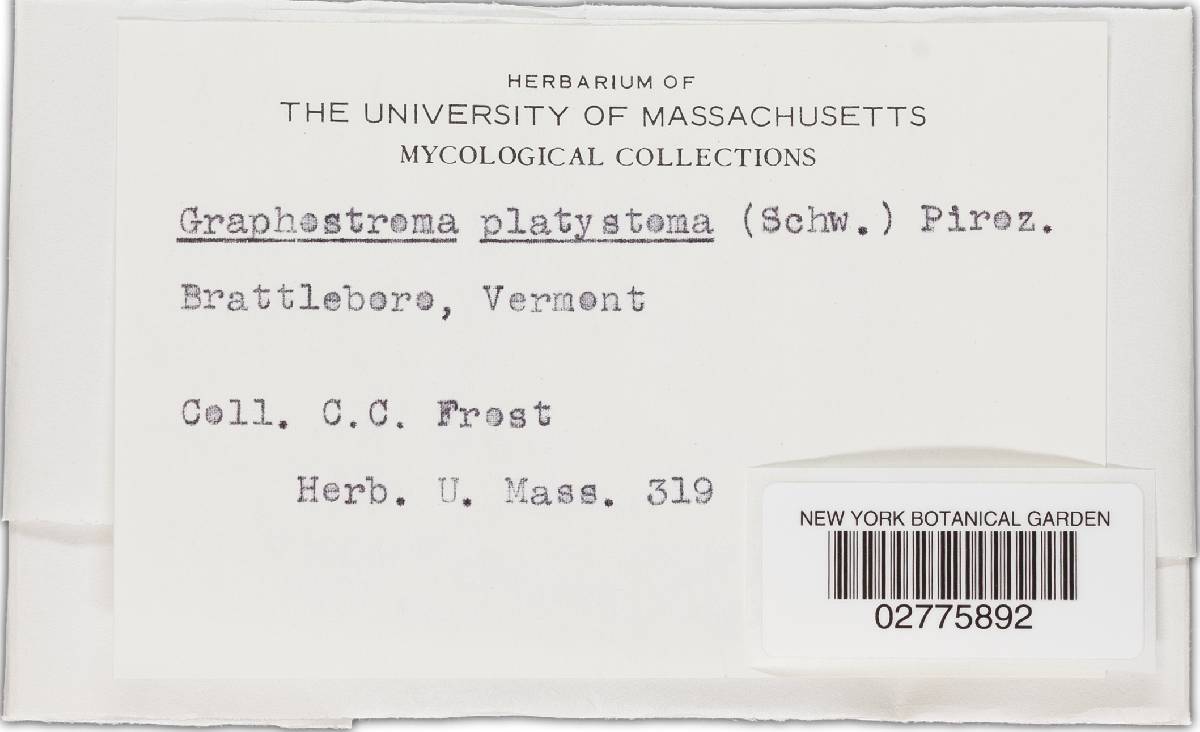 HERBARIUM OF
THE UNIVERSITY OF MASSACHUSETTS
MYCOLOGICAL COLLECTIONS
Graphostroma platystoma (Schw.) Piroz.
Brattleboro, Vermont
Coll. C.C. Frost
Herb. U. Mass. 319
NEW YORK BOTANICAL GARDEN
02775892